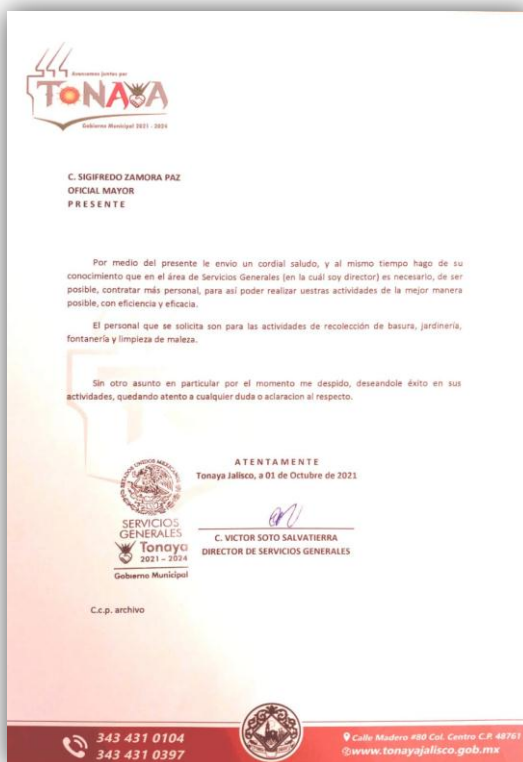 Avancemos juntos por
TONAYA
Gobierno Municipal 2021 - 2024
C. SIGIFREDO ZAMORA PAZ
OFICIAL MAYOR
P R E S E N T E
Por medio del presente le envio un cordial saludo, y al mismo tiempo hago de su
conocimiento que en el área de Servicios Generales (en la cuál soy director) es necesario, de ser
posible, contratar más personal, para así poder realizar uestras actividades de la mejor manera
posible, con eficiencia y eficacia.
El personal que se solicita son para las actividades de recolección de basura, jardinería,
fontanería y limpieza de maleza.
Sin otro asunto en particular por el momento me despido, deseandole éxito en sus
actividades, quedando atento a cualquier duda o aclaracion al respecto.
A T E N T A M E N T E
Tonaya Jalisco, a 01 de Octubre de 2021
ESTADOS UNIDOS MEXICANOS
SERVICIOS
GENERALES
Tonaya
2021 - 2024
Gobierno Municipal
C. VICTOR SOTO SALVATIERRA
DIRECTOR DE SERVICIOS GENERALES
C.c.p. archivo
343 431 0104
343 431 0397
Calle Madero #80 Col. Centro C.P. 48761
www.tonayajalisco.gob.mx